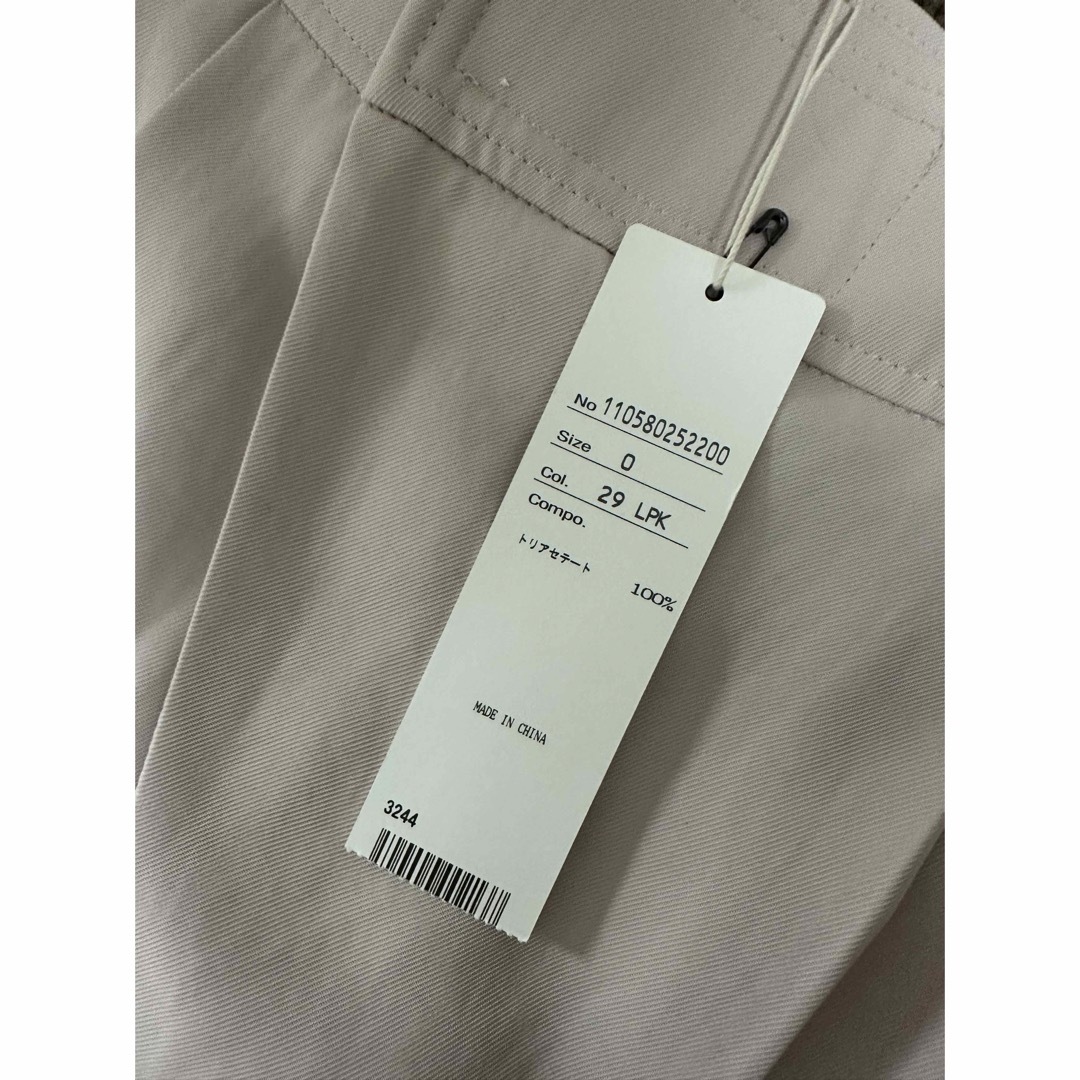 No 110580252200
Size 0
Col. 29 LPK
Compo.
トリアセテート 100%
MADE IN CHINA
3244